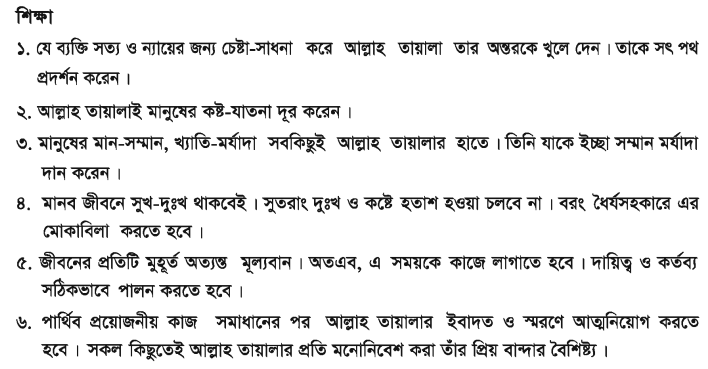 শিক্ষা
১. যে ব্যক্তি সত্য ও ন্যায়ের জন্য চেষ্টা-সাধনা করে আল্লাহ তায়ালা তার অন্তরকে খুলে দেন। তাকে সৎ পথ
প্রদর্শন করেন।
২. আল্লাহ তায়ালাই মানুষের কষ্ট-যাতনা দূর করেন।
৩. মানুষের মান-সম্মান, খ্যাতি-মর্যাদা সবকিছুই আল্লাহ তায়ালার হাতে। তিনি যাকে ইচ্ছা সম্মান মর্যাদা
দান করেন।
৪. মানব জীবনে সুখ-দুঃখ থাকবেই। সুতরাং দুঃখ ও কষ্টে হতাশ হওয়া চলবে না। বরং ধৈর্যসহকারে এর
মোকাবিলা করতে হবে।
৫. জীবনের প্রতিটি মুহূর্ত অত্যন্ত মূল্যবান। অতএব, এ সময়কে কাজে লাগাতে হবে। দায়িত্ব ও কর্তব্য
সঠিকভাবে পালন করতে হবে।
৬. পার্থিব প্রয়োজনীয় কাজ সমাধানের পর আল্লাহ তায়ালার ইবাদত ও স্মরণে আত্মনিয়োগ করতে
হবে। সকল কিছুতেই আল্লাহ তায়ালার প্রতি মনোনিবেশ করা তাঁর প্রিয় বান্দার বৈশিষ্ট্য।